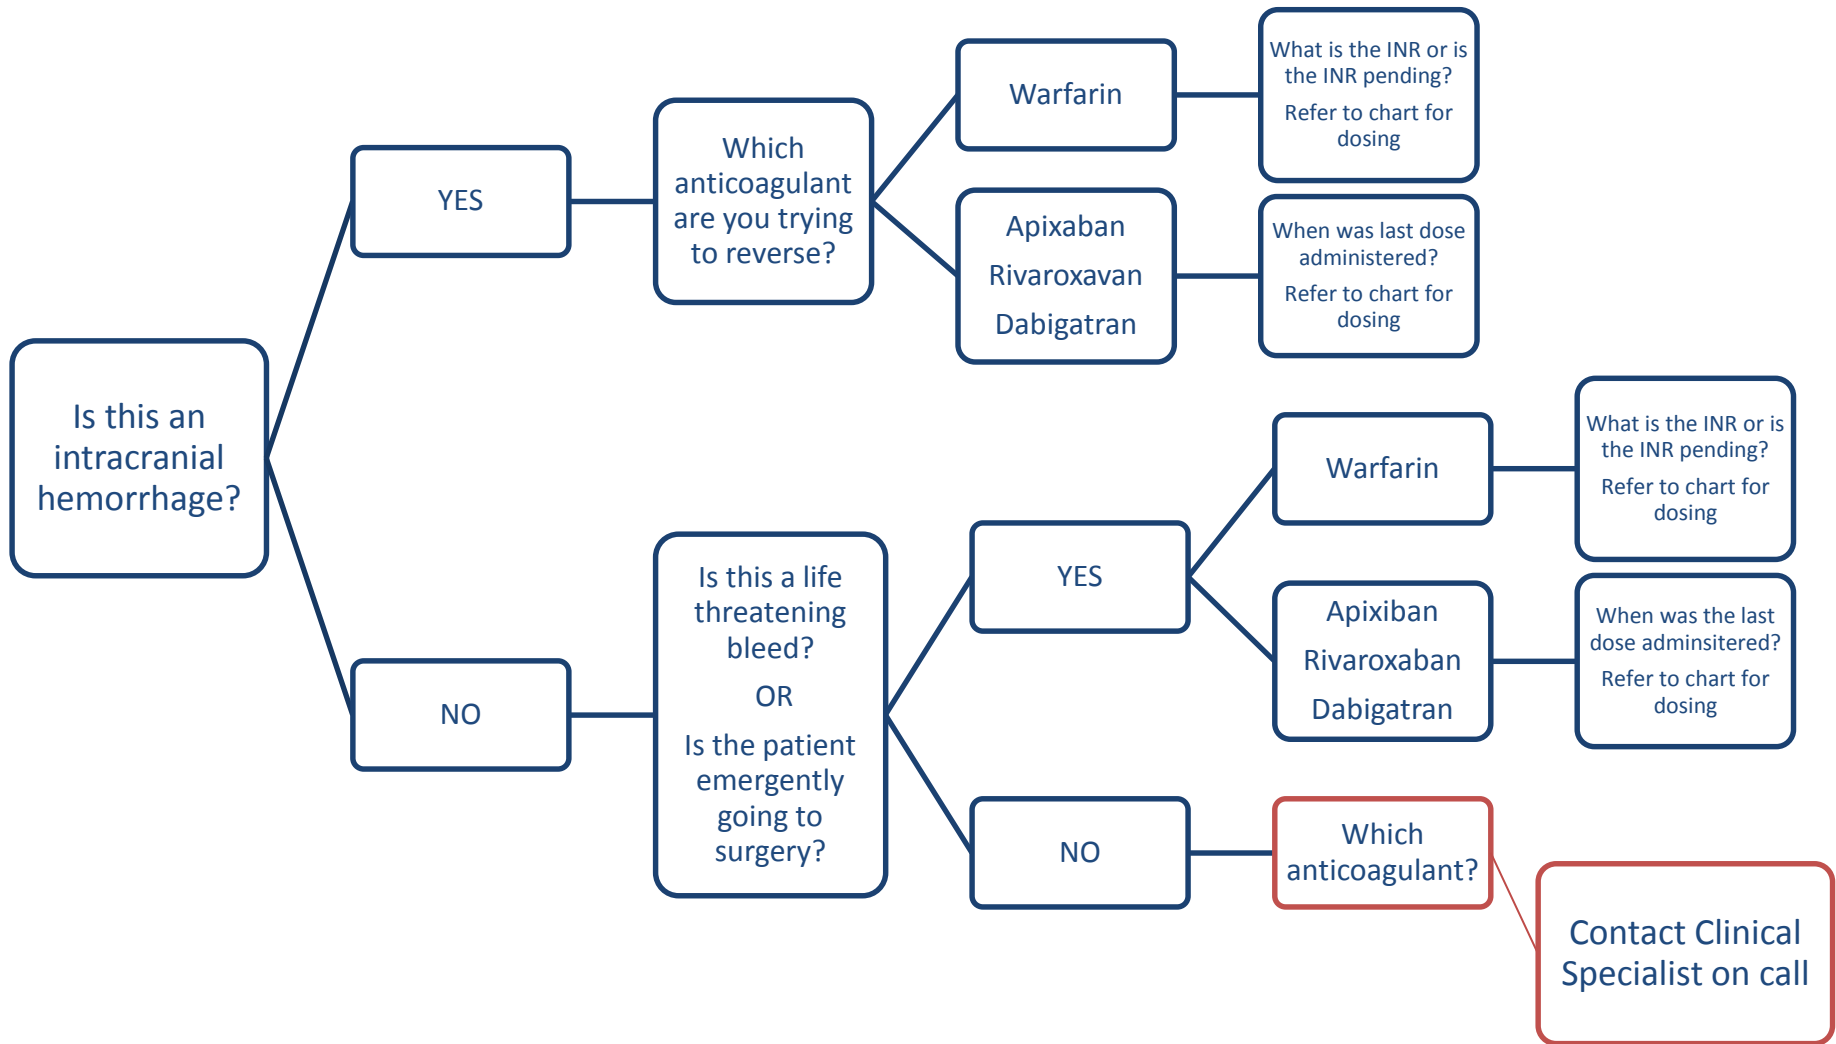 Is this an
intracranial
hemorrhage?
YES
Which
anticoagulant
are you trying
to reverse?
Warfarin
What is the INR or is
the INR pending?
Refer to chart for
dosing
Apixaban
Rivaroxavan
Dabigatran
When was last dose
administered?
Refer to chart for
dosing
NO
Is this a life
threatening
bleed?
OR
Is the patient
emergently
going to
surgery?
YES
Warfarin
What is the INR or is
the INR pending?
Refer to chart for
dosing
Apixiban
Rivaroxaban
Dabigatran
When was the last
dose adminsitered?
Refer to chart for
dosing
NO
Which
anticoagulant?
Contact Clinical
Specialist on call